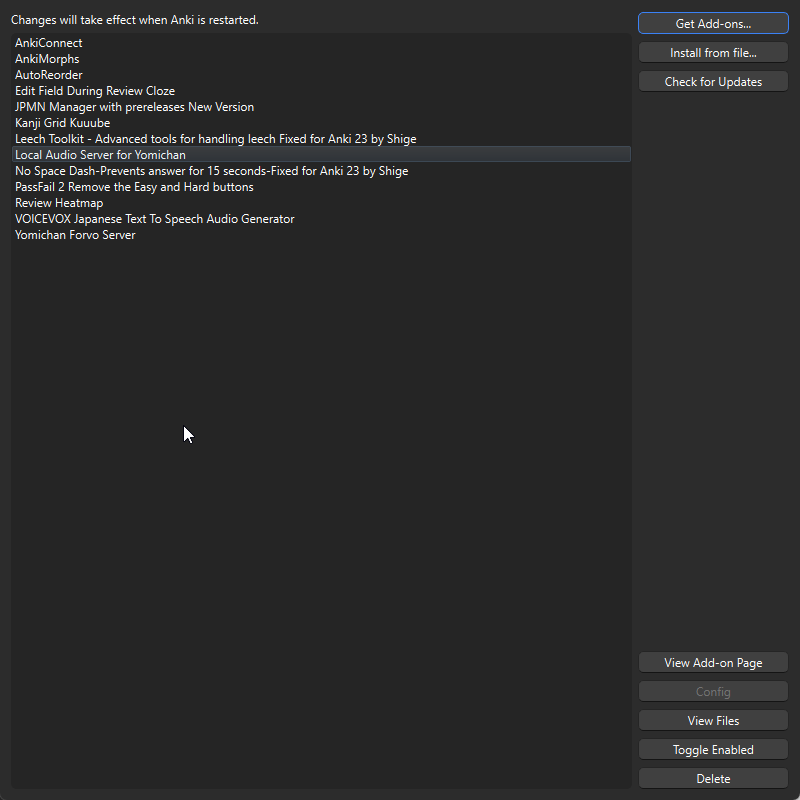 Changes will take effect when Anki is restarted.
AnkiConnect
AnkiMorphs
AutoReorder
Edit Field During Review Cloze
JPMN Manager with prereleases New Version
Kanji Grid Kuuube
Leech Toolkit - Advanced tools for handling leech Fixed for Anki 23 by Shige
Local Audio Server for Yomichan
No Space Dash-Prevents answer for 15 seconds-Fixed for Anki 23 by Shige
PassFail 2 Remove the Easy and Hard buttons
Review Heatmap
VOICEVOX Japanese Text To Speech Audio Generator
Yomichan Forvo Server
Get Add-ons...
Install from file...
Check for Updates
View Add-on Page
Config
View Files
Toggle Enabled
Delete